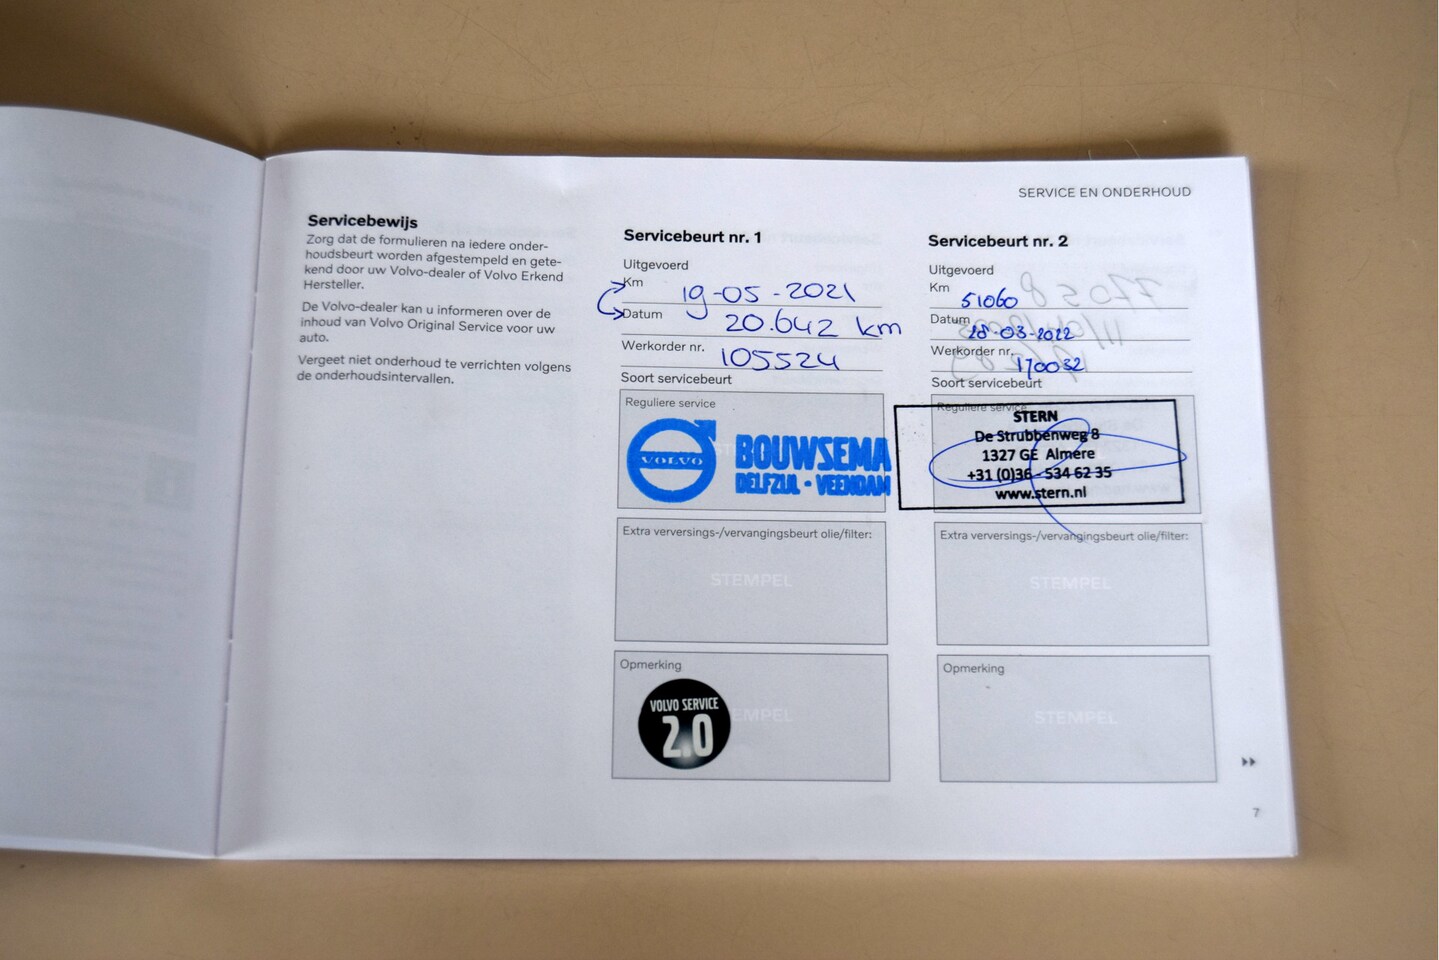 SERVICE EN ONDERHOUD
Servicebewijs
Zorg dat de formulieren na iedere onder-
houdsbeurt worden afgestempeld en gete-
kend door uw Volvo-dealer of Volvo Erkend
Hersteller.
De Volvo-dealer kan u informeren over de
inhoud van Volvo Original Service voor uw
auto.
Vergeet niet onderhoud te verrichten volgens
de onderhoudsintervallen.
Servicebeurt nr. 1
Uitgevoerd
Km 19-05-2021
Datum 20.642 km
Werkorder nr. 105524
Soort servicebeurt
Reguliere service
VOLVO
BOUWSEMA
DELFZIJL · VEENDAM
Extra verversings-/vervangingsbeurt olie/filter:
STEMPEL
Opmerking
VOLVO SERVICE
2.0
STEMPEL
Servicebeurt nr. 2
Uitgevoerd
Km 51060
Datum 28-03-2022
Werkorder nr. 170032
Soort servicebeurt
Reguliere service
STERN
De Strubbenweg 8
1327 GE Almere
+31 (0)36 - 534 62 35
www.stern.nl
Extra verversings-/vervangingsbeurt olie/filter:
STEMPEL
Opmerking
STEMPEL
7